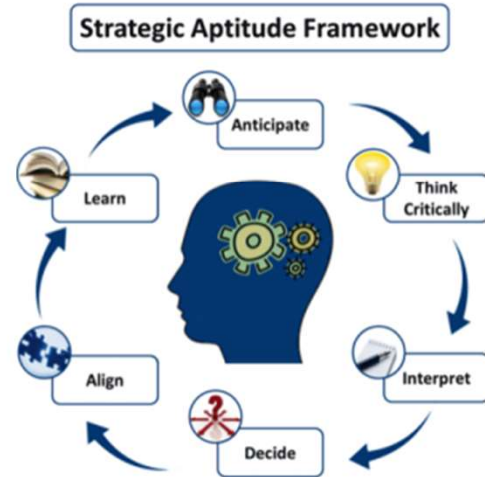 Strategic Aptitude Framework
Anticipate
Think
Critically
Interpret
Decide
Align
Learn